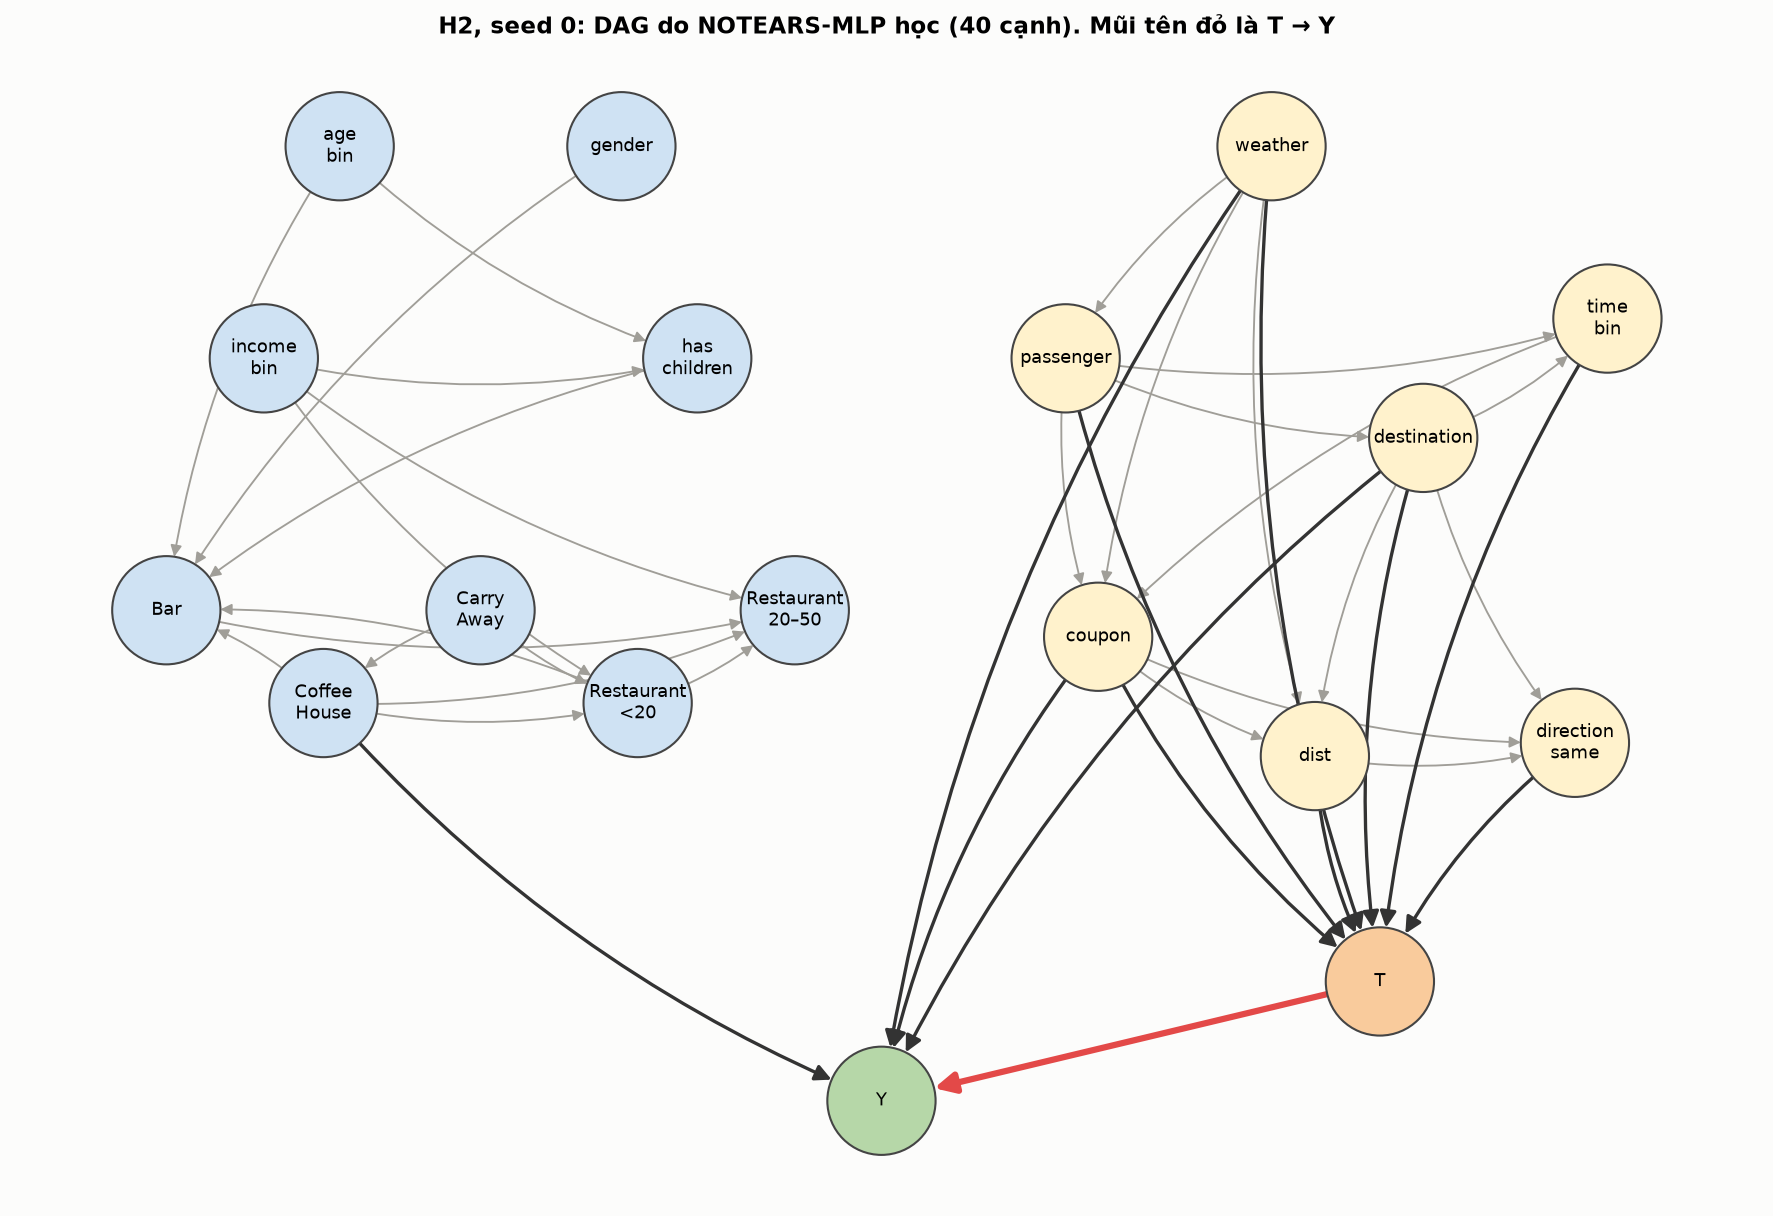 H2, seed 0: DAG do NOTEARS-MLP học (40 cạnh). Mũi tên đỏ là T → Y
age
bin
gender
weather
time
bin
income
bin
has
children
passenger
destination
Bar
Carry
Away
Restaurant
20–50
coupon
Coffee
House
Restaurant
<20
dist
direction
same
T
Y